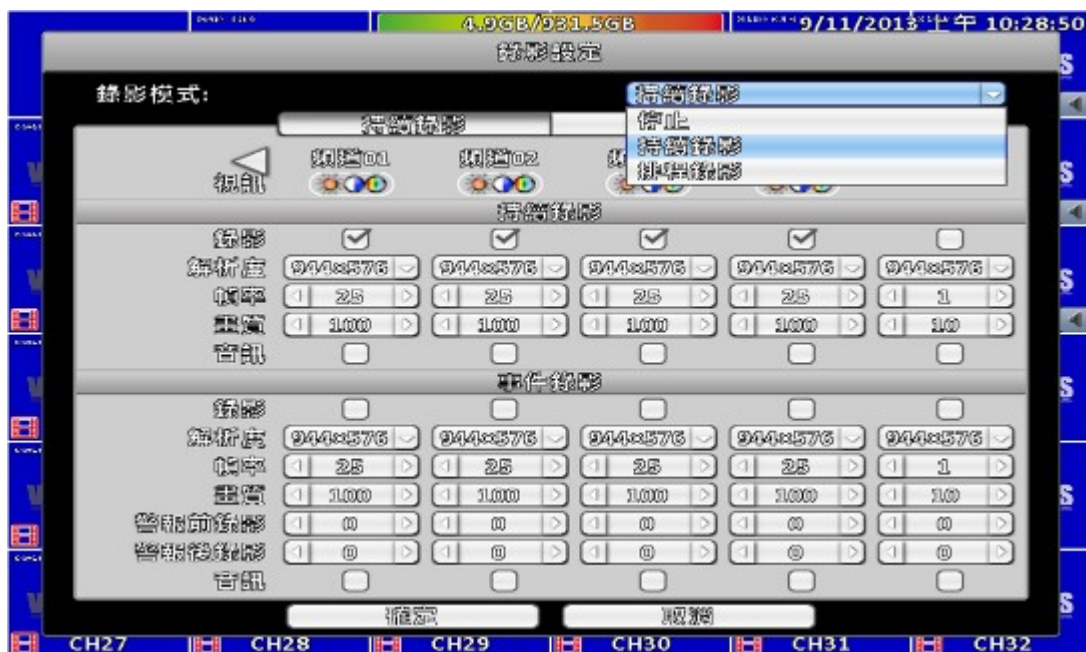 4.9GB/931.5GB 9/11/2013 上午 10:28:50
錄影設定
錄影模式: 持續錄影
停止
持續錄影
排程錄影
持續錄影
頻道01 頻道02
視訊
持續錄影
錄影
解析度 944x576 944x576 944x576 944x576 944x576
幀率 25 25 25 25 1
畫質 100 100 100 100 10
音訊
事件錄影
錄影
解析度 944x576 944x576 944x576 944x576 944x576
幀率 25 25 25 25 1
畫質 100 100 100 100 10
警報前錄影 0 0 0 0 0
警報後錄影 0 0 0 0 0
音訊
確定 取消
CH27 CH28 CH29 CH30 CH31 CH32